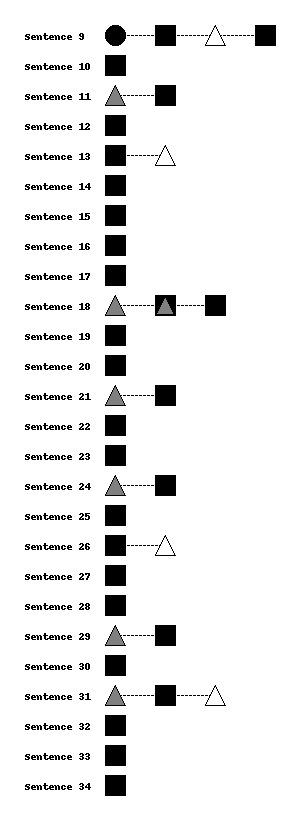 Sentence 9
Sentence 10
Sentence 11
Sentence 12
Sentence 13
Sentence 14
Sentence 15
Sentence 16
Sentence 17
Sentence 18
Sentence 19
Sentence 20
Sentence 21
Sentence 22
Sentence 23
Sentence 24
Sentence 25
Sentence 26
Sentence 27
Sentence 28
Sentence 29
Sentence 30
Sentence 31
Sentence 32
Sentence 33
Sentence 34